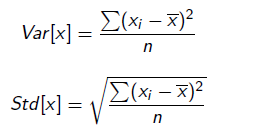 Var[x] = ∑(xᵢ − x̅)² / n
Std[x] = √(∑(xᵢ − x̅)² / n)